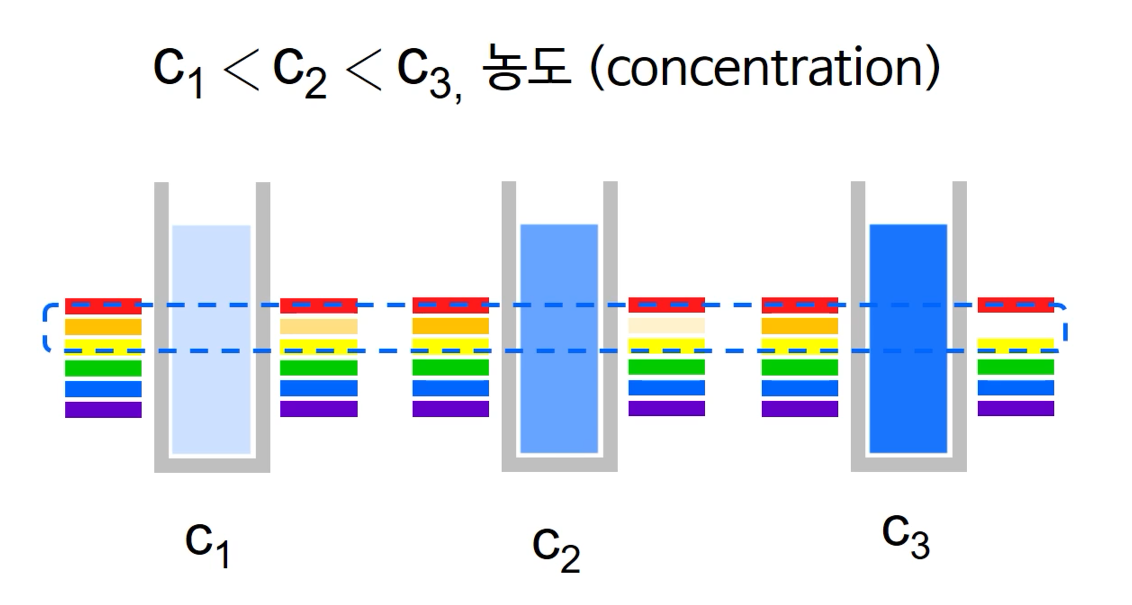 C₁ < C₂ < C₃, 농도 (concentration)
C₁ C₂ C₃